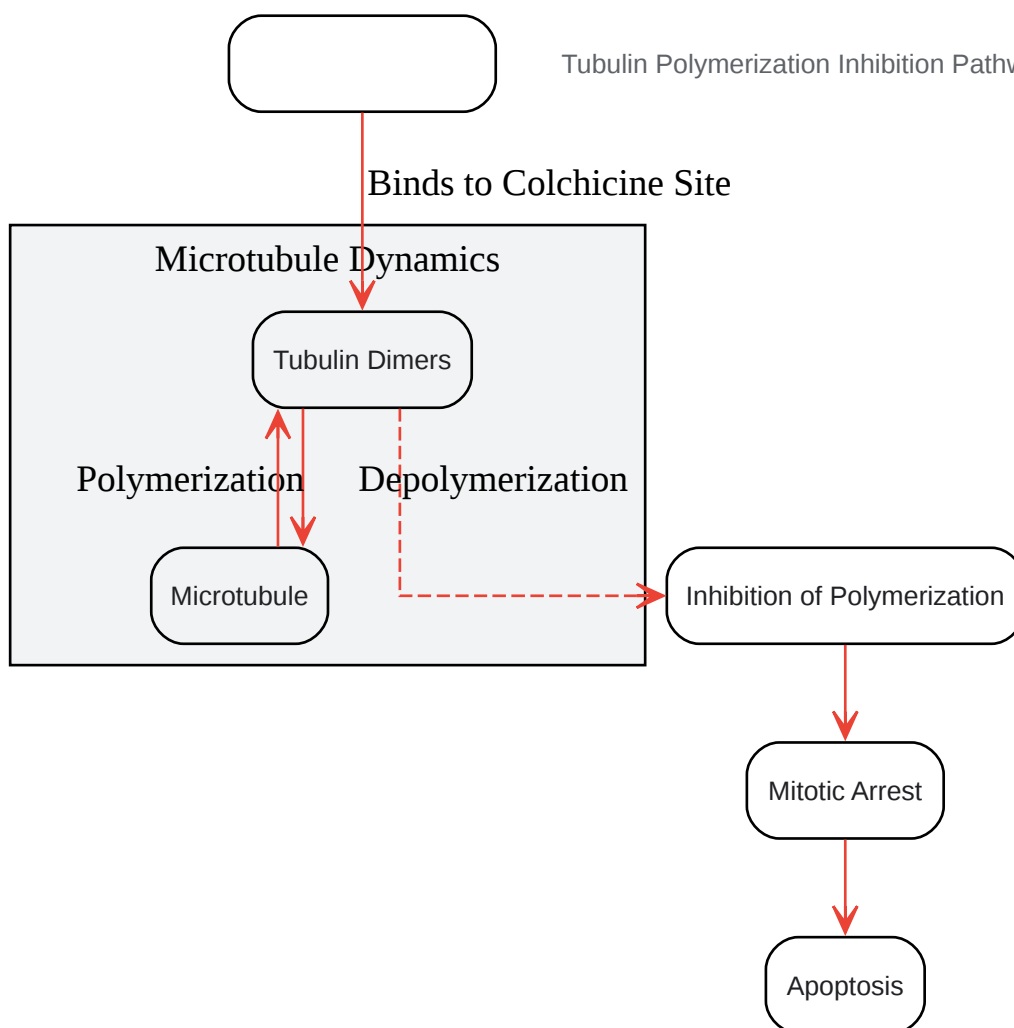 Tubulin Polymerization Inhibition Pathw
Binds to Colchicine Site
Microtubule Dynamics
Tubulin Dimers
Polymerization
Depolymerization
Microtubule
Inhibition of Polymerization
Mitotic Arrest
Apoptosis